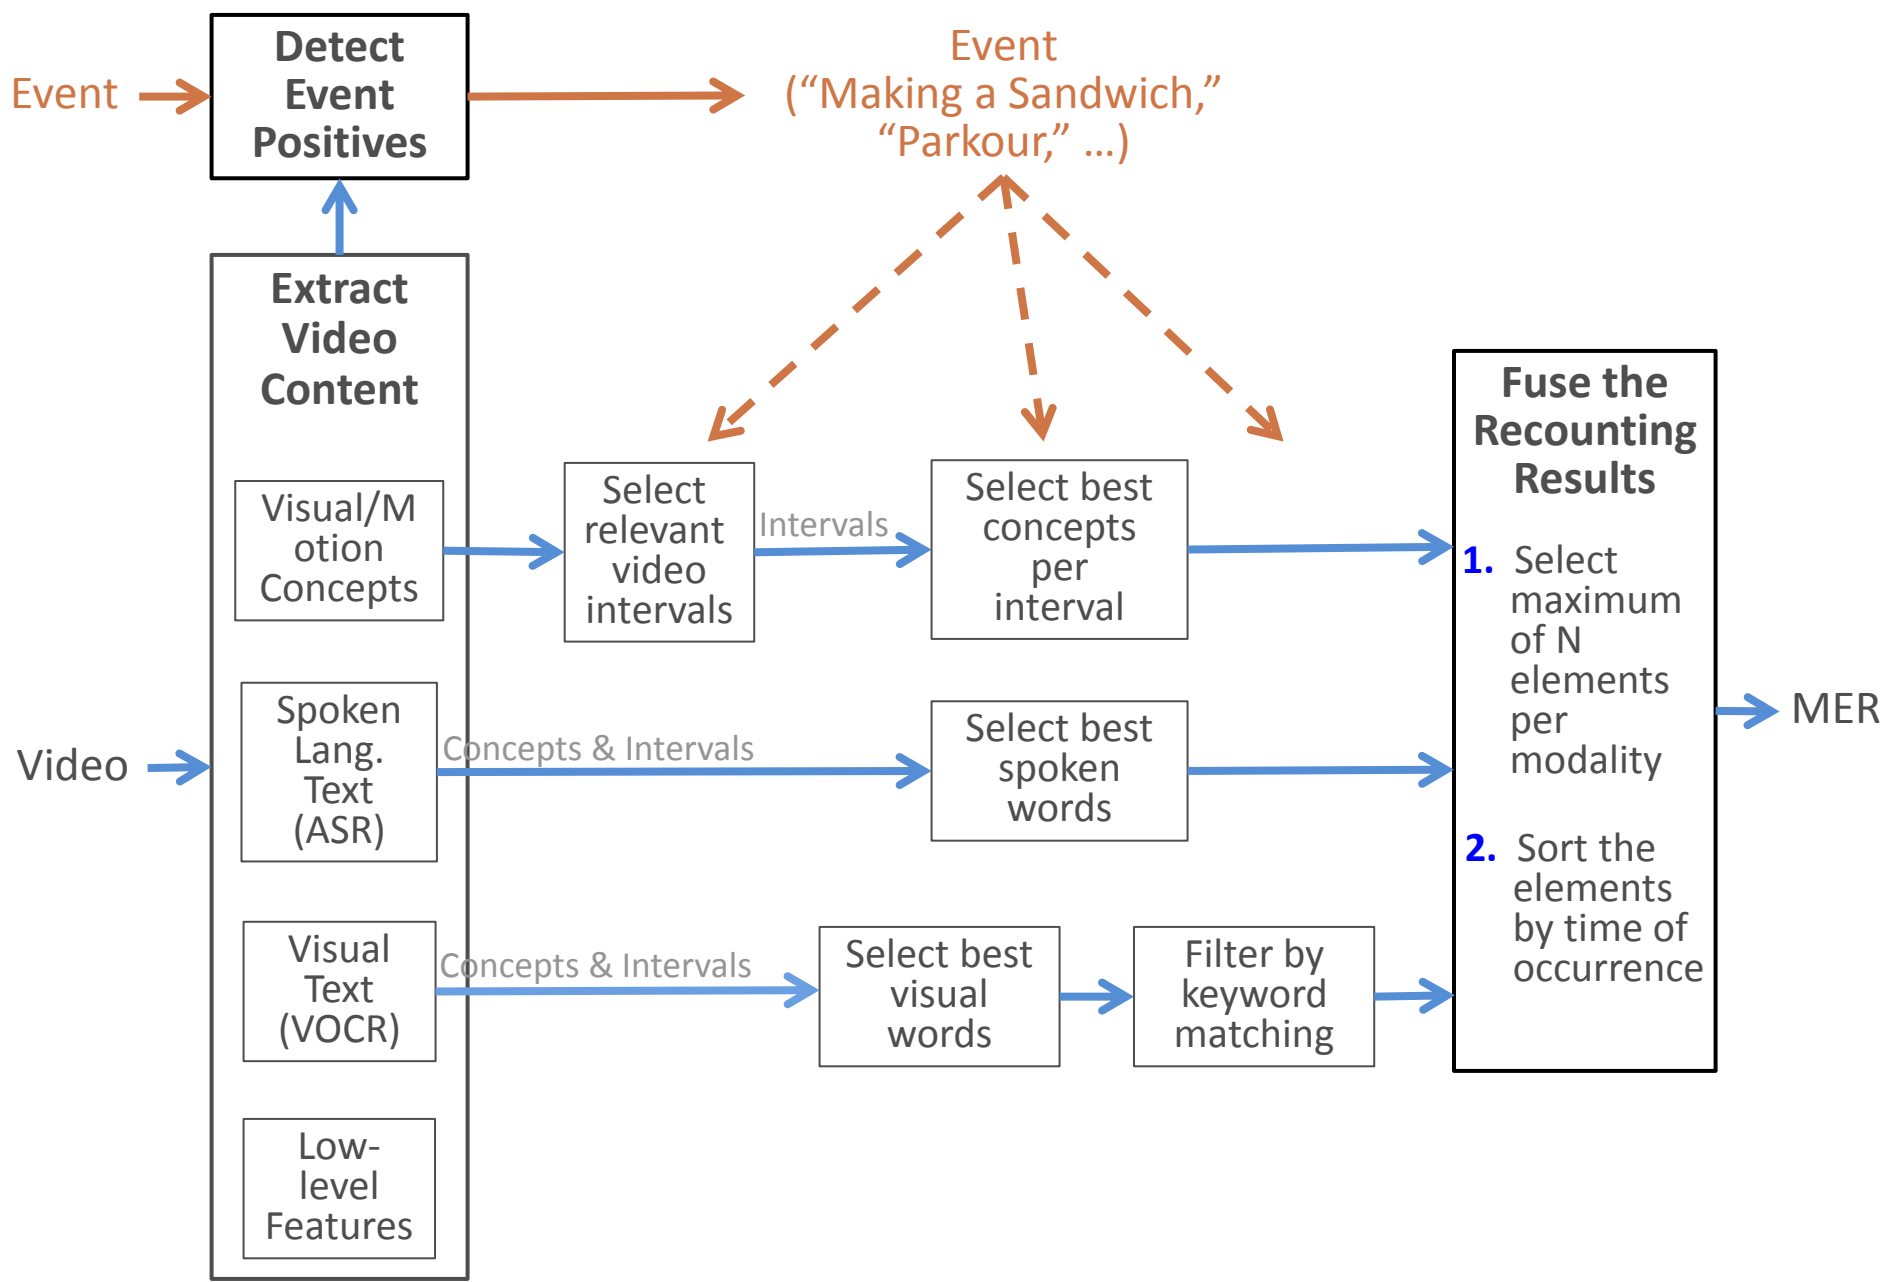 Detect
Event
Positives
Event
Event
(“Making a Sandwich,”
“Parkour,” …)
Extract
Video
Content
Visual/M
otion
Concepts
Select
relevant
video
intervals
Intervals
Select best
concepts
per
interval
Spoken
Lang.
Text
(ASR)
Concepts & Intervals
Select best
spoken
words
Video
Visual
Text
(VOCR)
Concepts & Intervals
Select best
visual
words
Filter by
keyword
matching
Low-
level
Features
Fuse the
Recounting
Results
1. Select
maximum
of N
elements
per
modality
2. Sort the
elements
by time of
occurrence
MER